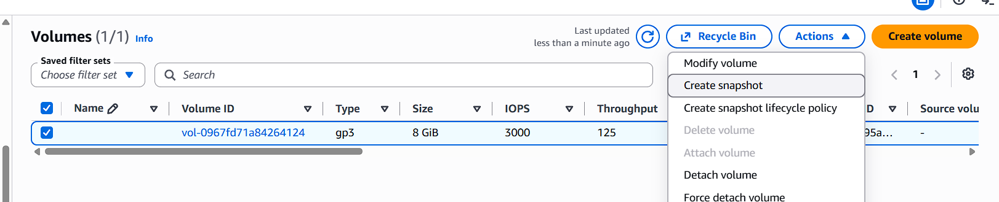 Volumes (1/1) Info
Last updated
less than a minute ago
Recycle Bin
Actions
Create volume
Saved filter sets
Choose filter set
Search
1
Modify volume
Create snapshot
Create snapshot lifecycle policy
Delete volume
Attach volume
Detach volume
Force detach volume
Name Volume ID Type Size IOPS Throughput D Source volu
vol-0967fd71a84264124 gp3 8 GiB 3000 125 95a... -